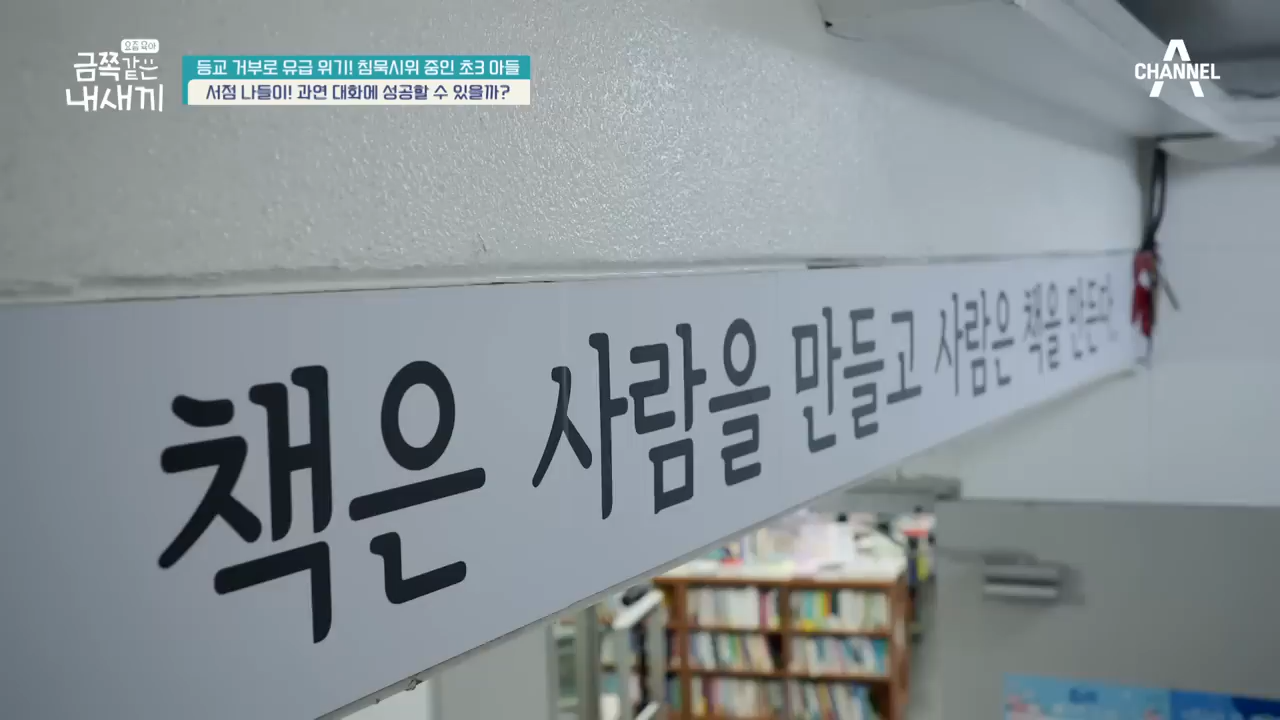 요즘 육아
금쪽같은
내새끼
등교 거부로 유급 위기! 침묵시위 중인 초3 아들
서점 나들이! 과연 대화에 성공할 수 있을까?
CHANNEL A
책은 사람을 만들고 사람은 책을 만든다